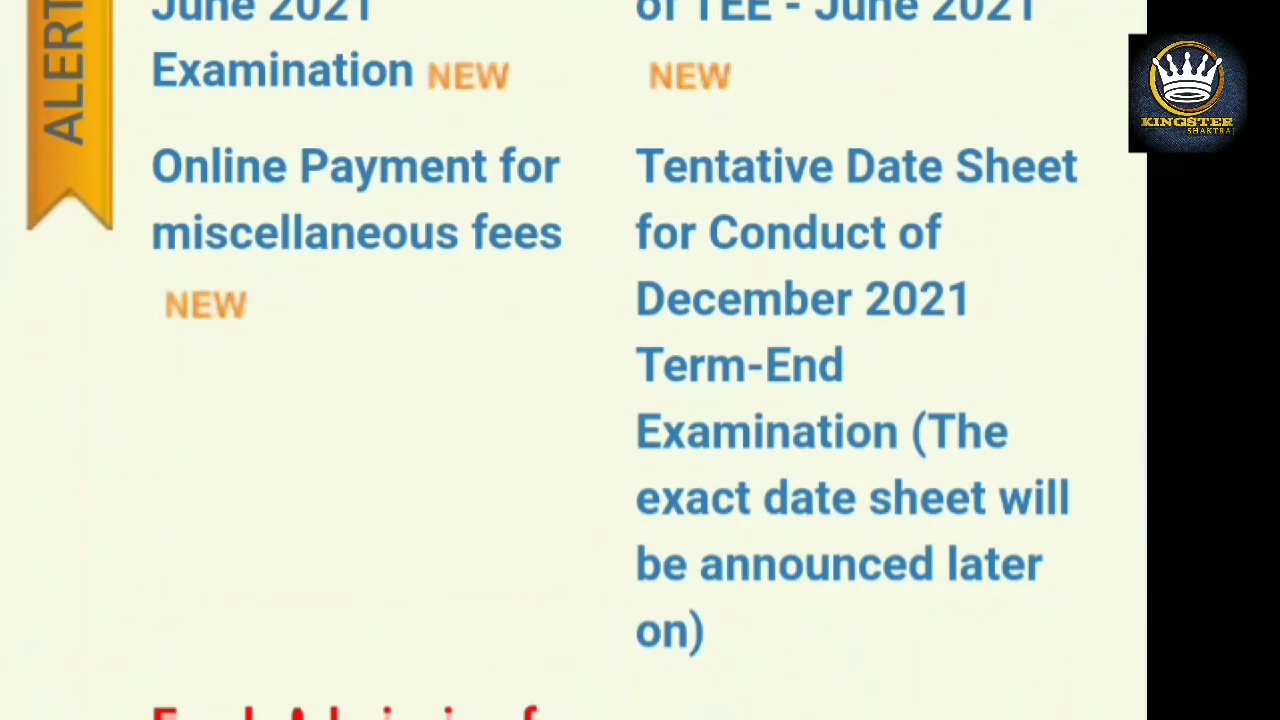 ALERT
June 2021
Examination NEW
Online Payment for
miscellaneous fees
NEW
of TEE - June 2021
NEW
Tentative Date Sheet
for Conduct of
December 2021
Term-End
Examination (The
exact date sheet will
be announced later
on)
KINGSTER
SHAKTRA